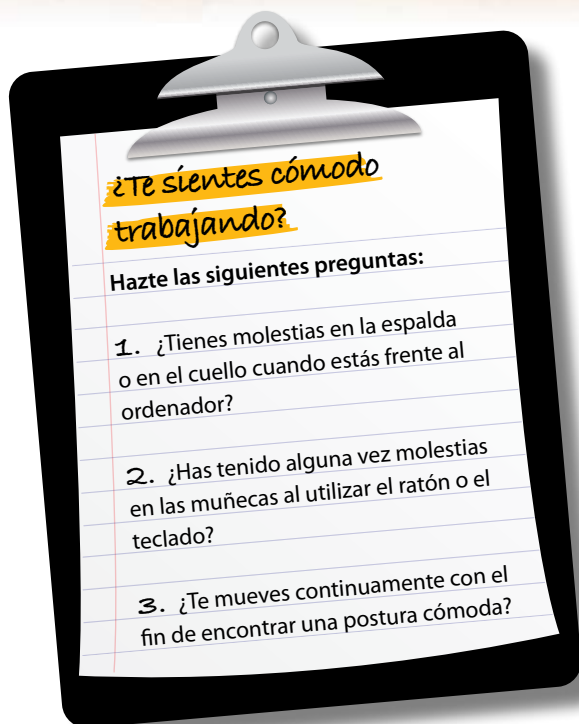 ¿Te sientes cómodo
trabajando?
Hazte las siguientes preguntas:
1. ¿Tienes molestias en la espalda
o en el cuello cuando estás frente al
ordenador?
2. ¿Has tenido alguna vez molestias
en las muñecas al utilizar el ratón o el
teclado?
3. ¿Te mueves continuamente con el
fin de encontrar una postura cómoda?